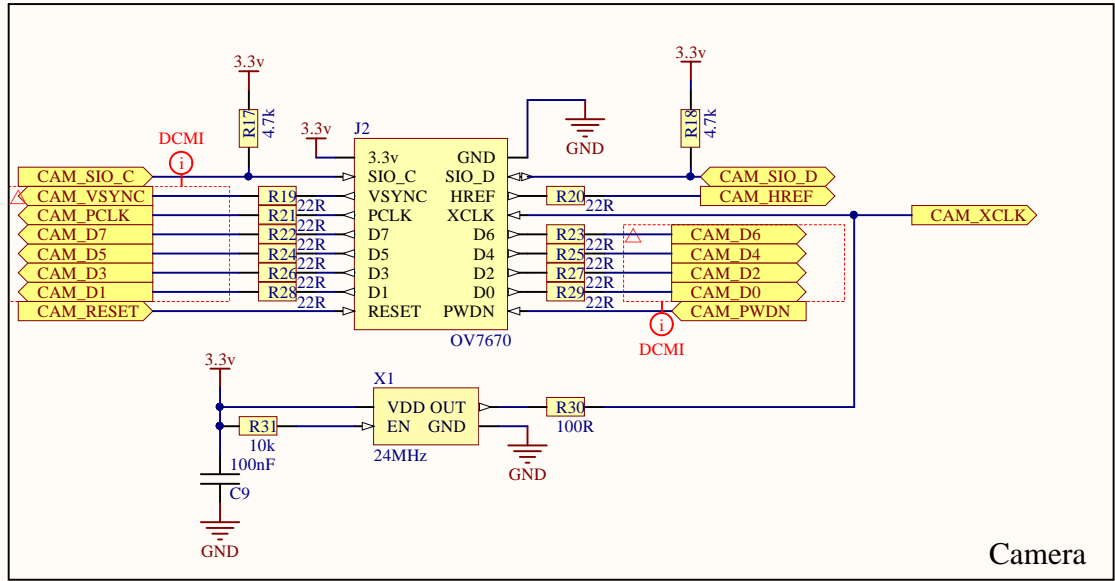 3.3v
3.3v
R17
4.7k
R18
4.7k
3.3v
J2
DCMI
i
GND
3.3v GND
CAM_SIO_C SIO_C SIO_D CAM_SIO_D
CAM_VSYNC R19 VSYNC HREF R20 CAM_HREF
22R 22R
CAM_PCLK R21 PCLK XCLK CAM_XCLK
22R
CAM_D7 R22 D7 D6 R23 CAM_D6
22R 22R
CAM_D5 R24 D5 D4 R25 CAM_D4
22R 22R
CAM_D3 R26 D3 D2 R27 CAM_D2
22R 22R
CAM_D1 R28 D1 D0 R29 CAM_D0
22R 22R
CAM_RESET RESET PWDN CAM_PWDN
i
DCMI
OV7670
3.3v
X1
VDD OUT R30
100R
R31 EN GND
10k
24MHz
GND
100nF
C9
GND
Camera